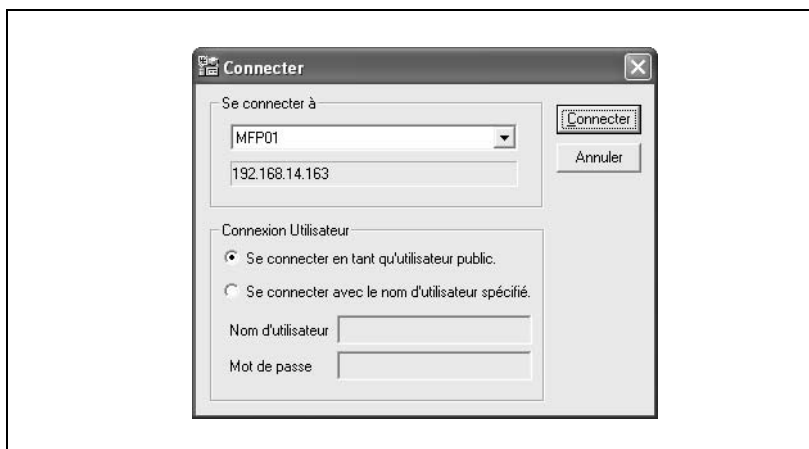 Connecter
Se connecter à
MFP01
192.168.14.163
Connecter
Annuler
Connexion Utilisateur
Se connecter en tant qu'utilisateur public.
Se connecter avec le nom d'utilisateur spécifié.
Nom d'utilisateur
Mot de passe